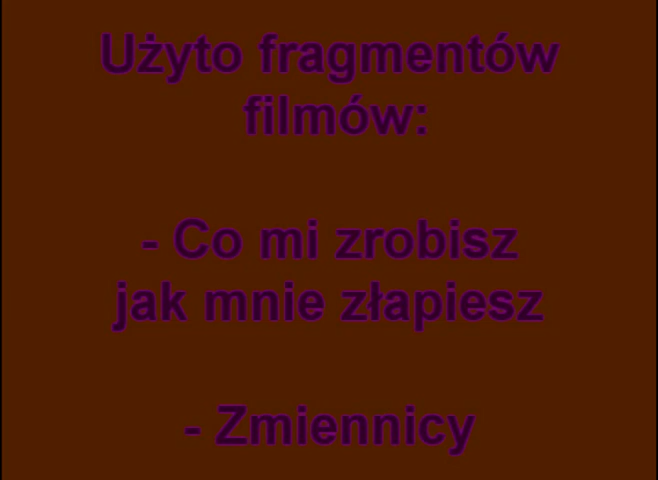 Użyto fragmentów
filmów:
- Co mi zrobisz
jak mnie złapiesz
- Zmiennicy